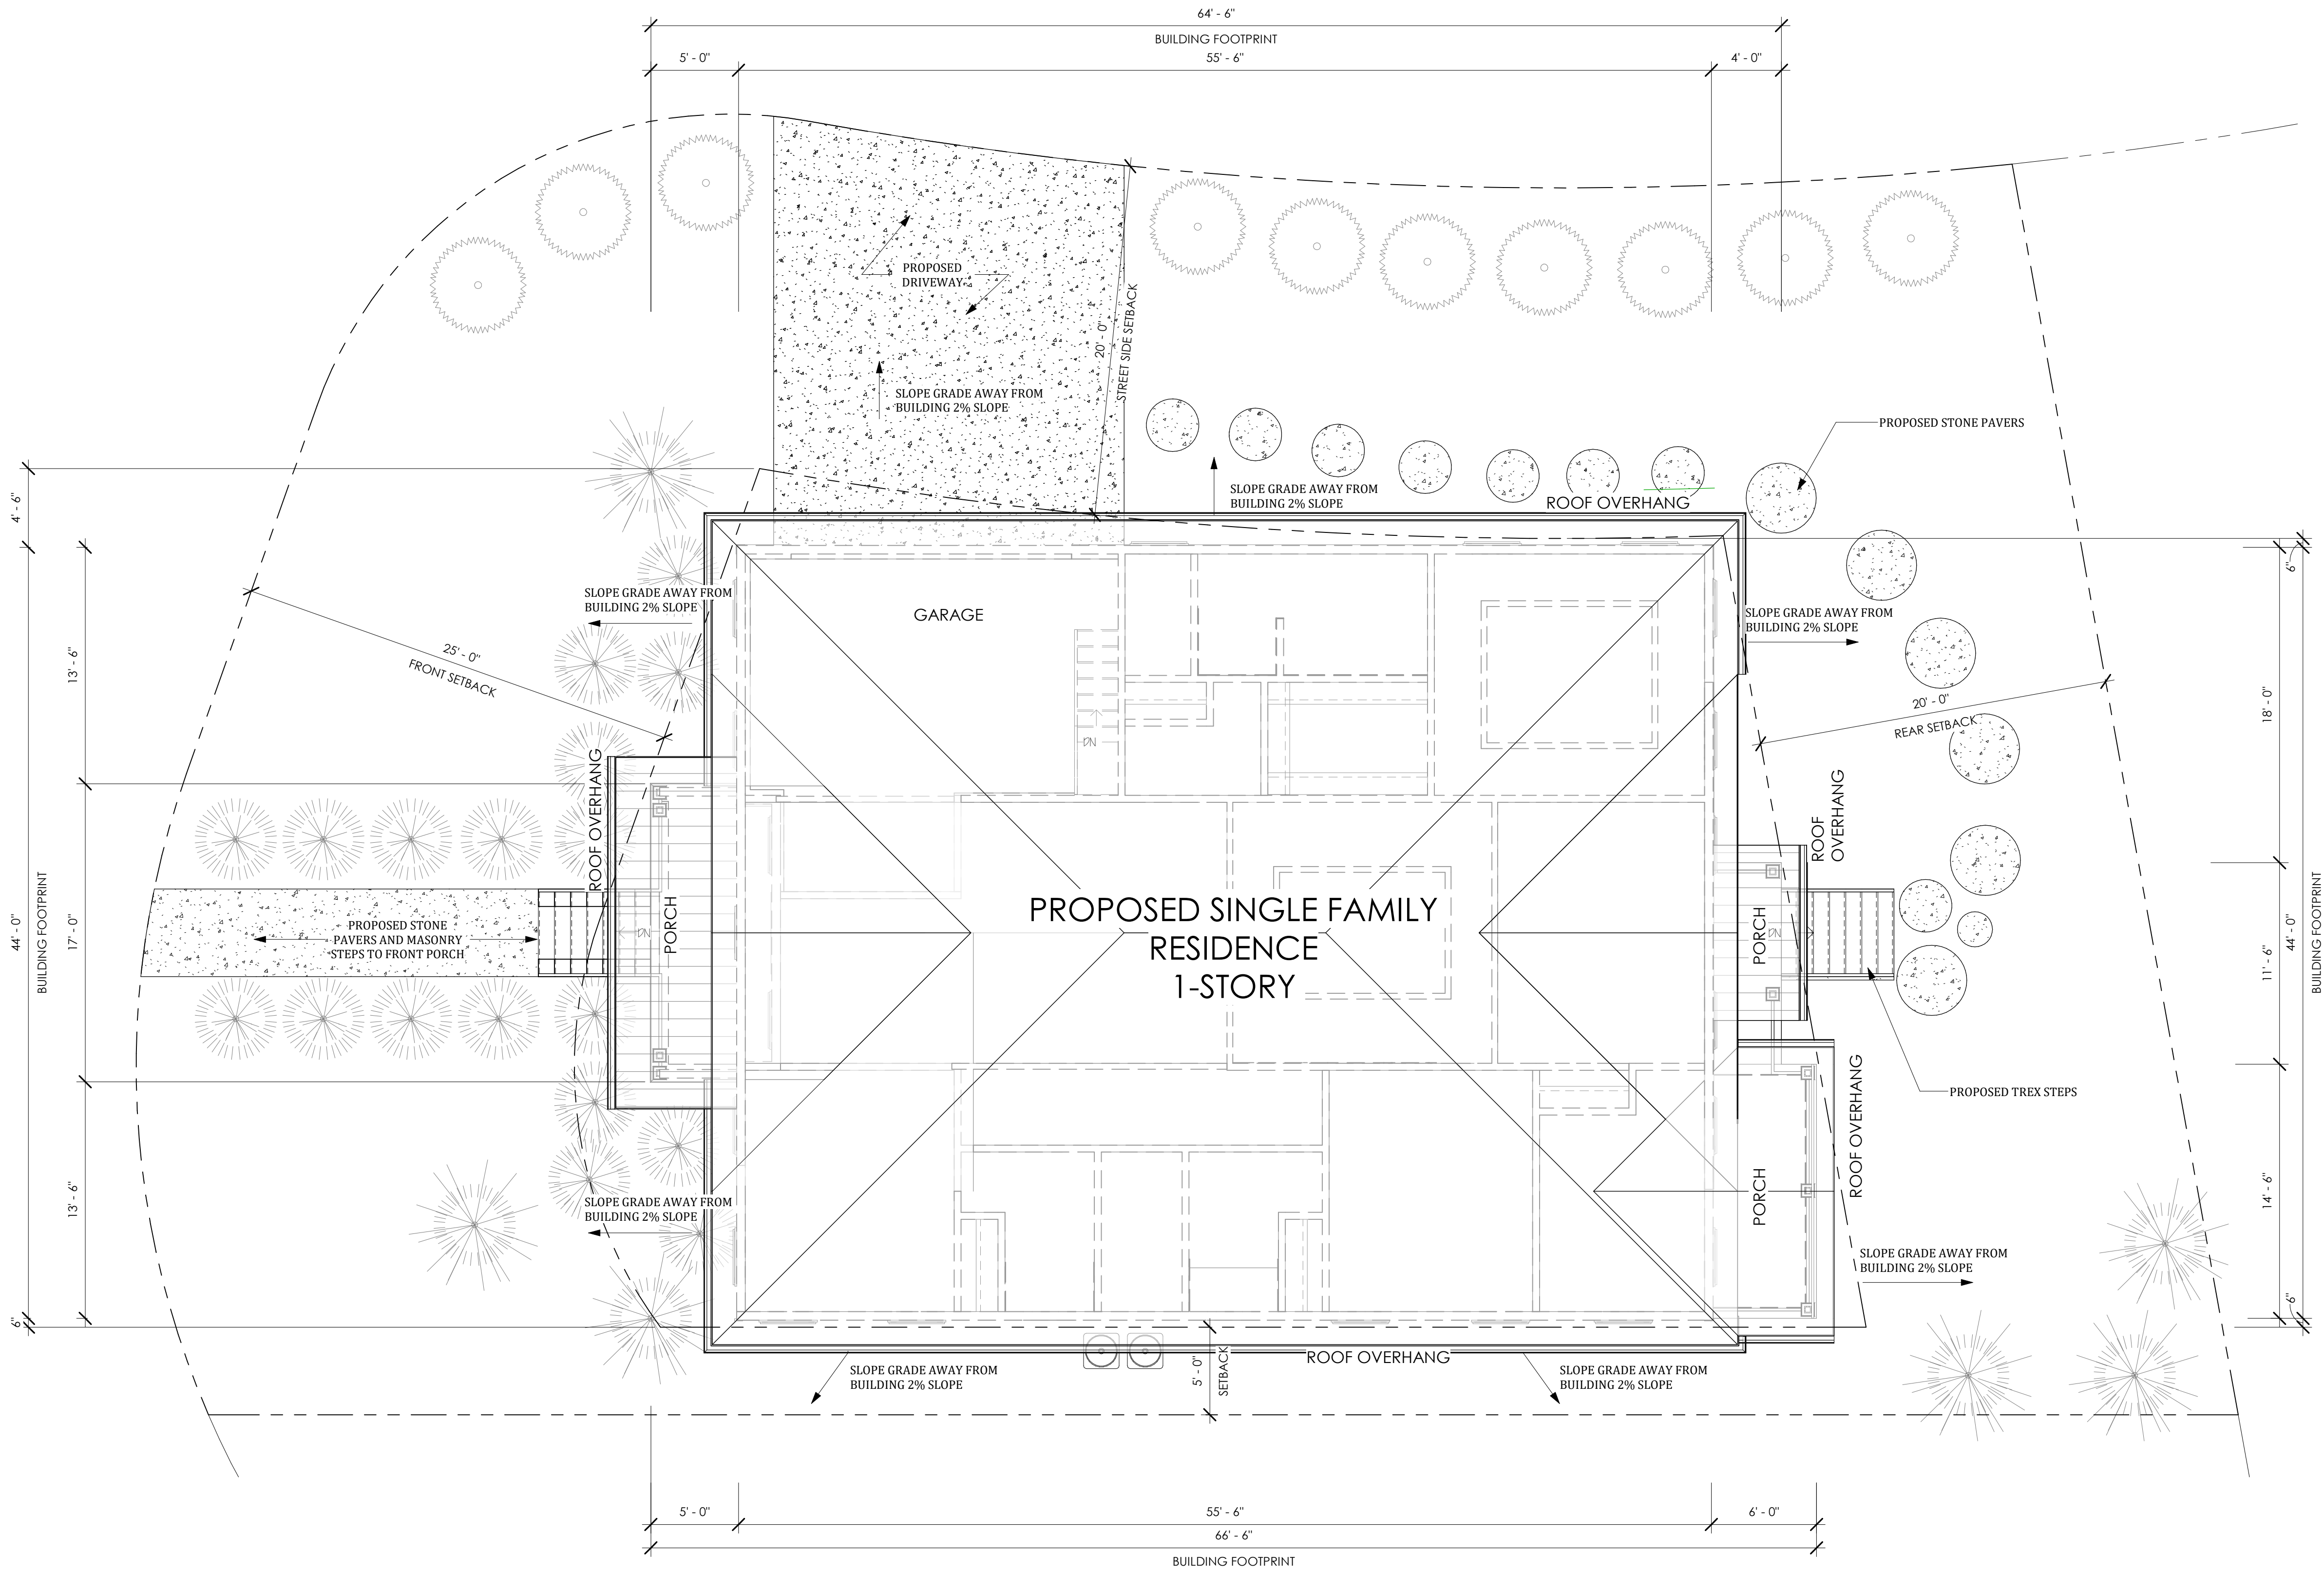 64' - 6"
BUILDING FOOTPRINT
5' - 0"
55' - 6"
4' - 0"
PROPOSED
DRIVEWAY
20' - 0"
STREET SIDE SETBACK
SLOPE GRADE AWAY FROM
BUILDING 2% SLOPE
PROPOSED STONE PAVERS
SLOPE GRADE AWAY FROM
BUILDING 2% SLOPE
ROOF OVERHANG
4' - 6"
6"
SLOPE GRADE AWAY FROM
BUILDING 2% SLOPE
GARAGE
SLOPE GRADE AWAY FROM
BUILDING 2% SLOPE
25' - 0"
FRONT SETBACK
13' - 6"
18' - 0"
20' - 0"
REAR SETBACK
DN
ROOF OVERHANG
ROOF
OVERHANG
44' - 0"
BUILDING FOOTPRINT
17' - 0"
PROPOSED STONE
PAVERS AND MASONRY
STEPS TO FRONT PORCH
DN
PORCH
PROPOSED SINGLE FAMILY
RESIDENCE
1-STORY
PORCH
DN
11' - 6"
44' - 0"
BUILDING FOOTPRINT
PROPOSED TREX STEPS
ROOF OVERHANG
PORCH
13' - 6"
14' - 6"
SLOPE GRADE AWAY FROM
BUILDING 2% SLOPE
SLOPE GRADE AWAY FROM
BUILDING 2% SLOPE
6"
6"
SLOPE GRADE AWAY FROM
BUILDING 2% SLOPE
5' - 0"
SETBACK
ROOF OVERHANG
SLOPE GRADE AWAY FROM
BUILDING 2% SLOPE
5' - 0"
55' - 6"
6' - 0"
66' - 6"
BUILDING FOOTPRINT